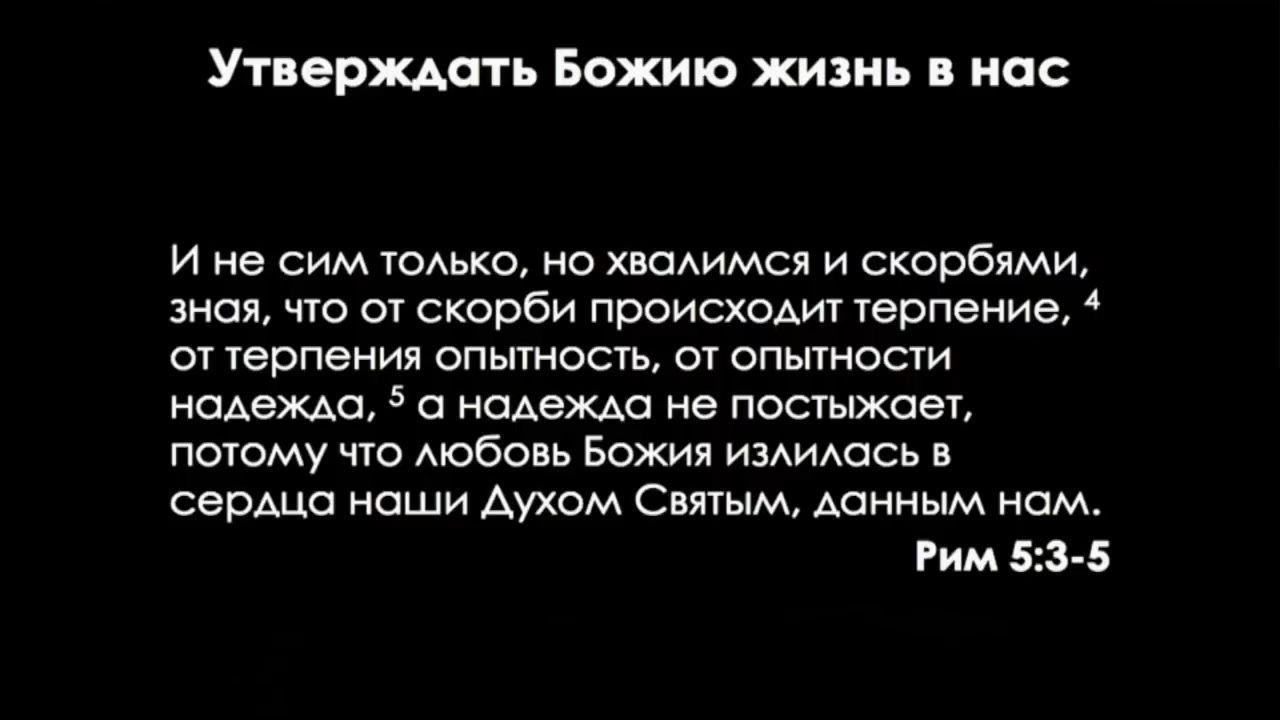 Утверждать Божию жизнь в нас
И не сим только, но хвалимся и скорбями,
зная, что от скорби происходит терпение, 4
от терпения опытность, от опытности
надежда, 5 а надежда не постыжает,
потому что любовь Божия излилась в
сердца наши Духом Святым, данным нам.
Рим 5:3-5